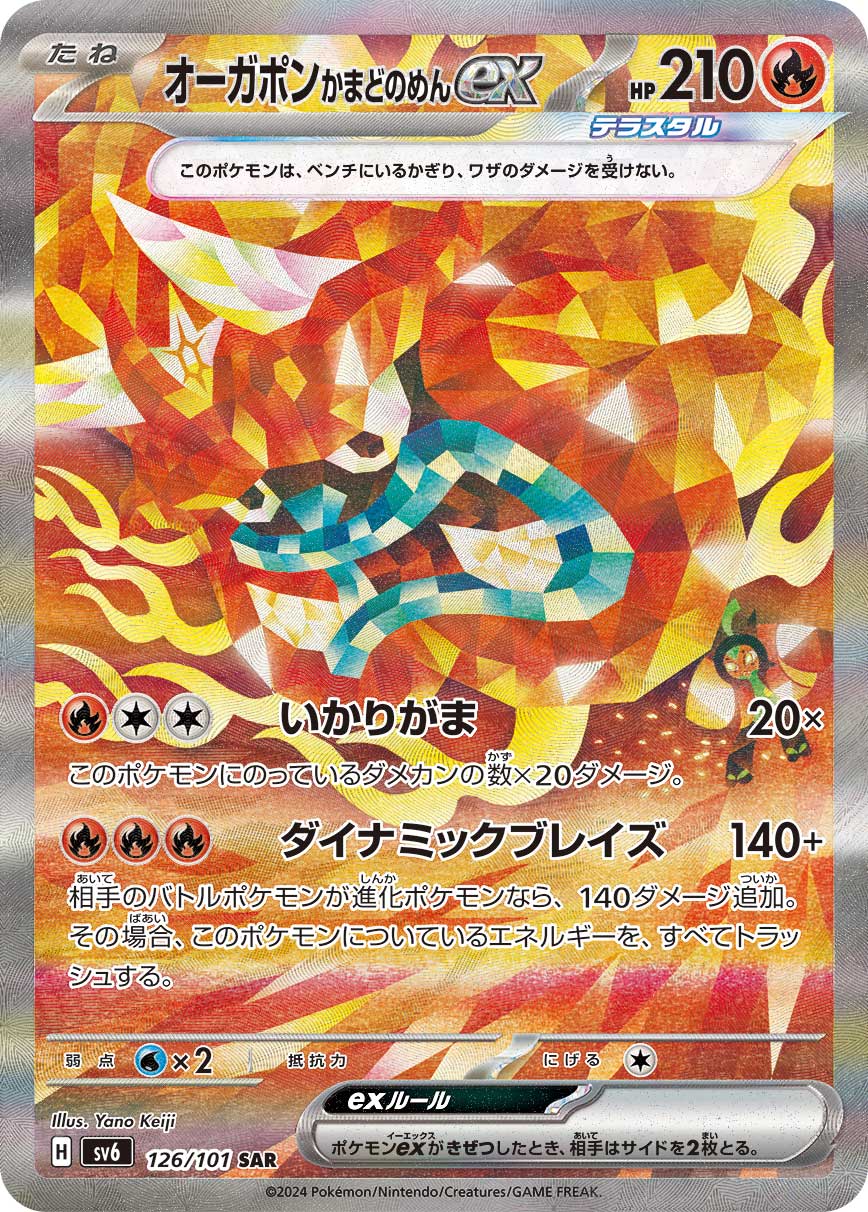 たね オーガポンかまどのめんex HP210
テラスタル
このポケモンは、ベンチにいるかぎり、ワザのダメージを受けない。
いかりがま 20×
このポケモンにのっているダメカンの数×20ダメージ。
ダイナミックブレイズ 140+
相手のバトルポケモンが進化ポケモンなら、140ダメージ追加。
その場合、このポケモンについているエネルギーを、すべてトラッ
シュする。
弱点 ×2 抵抗力 にげる
exルール
ポケモンexがきぜつしたとき、相手はサイドを2枚とる。
Illus. Yano Keiji
H sv6 126/101 SAR
©2024 Pokémon/Nintendo/Creatures/GAME FREAK.